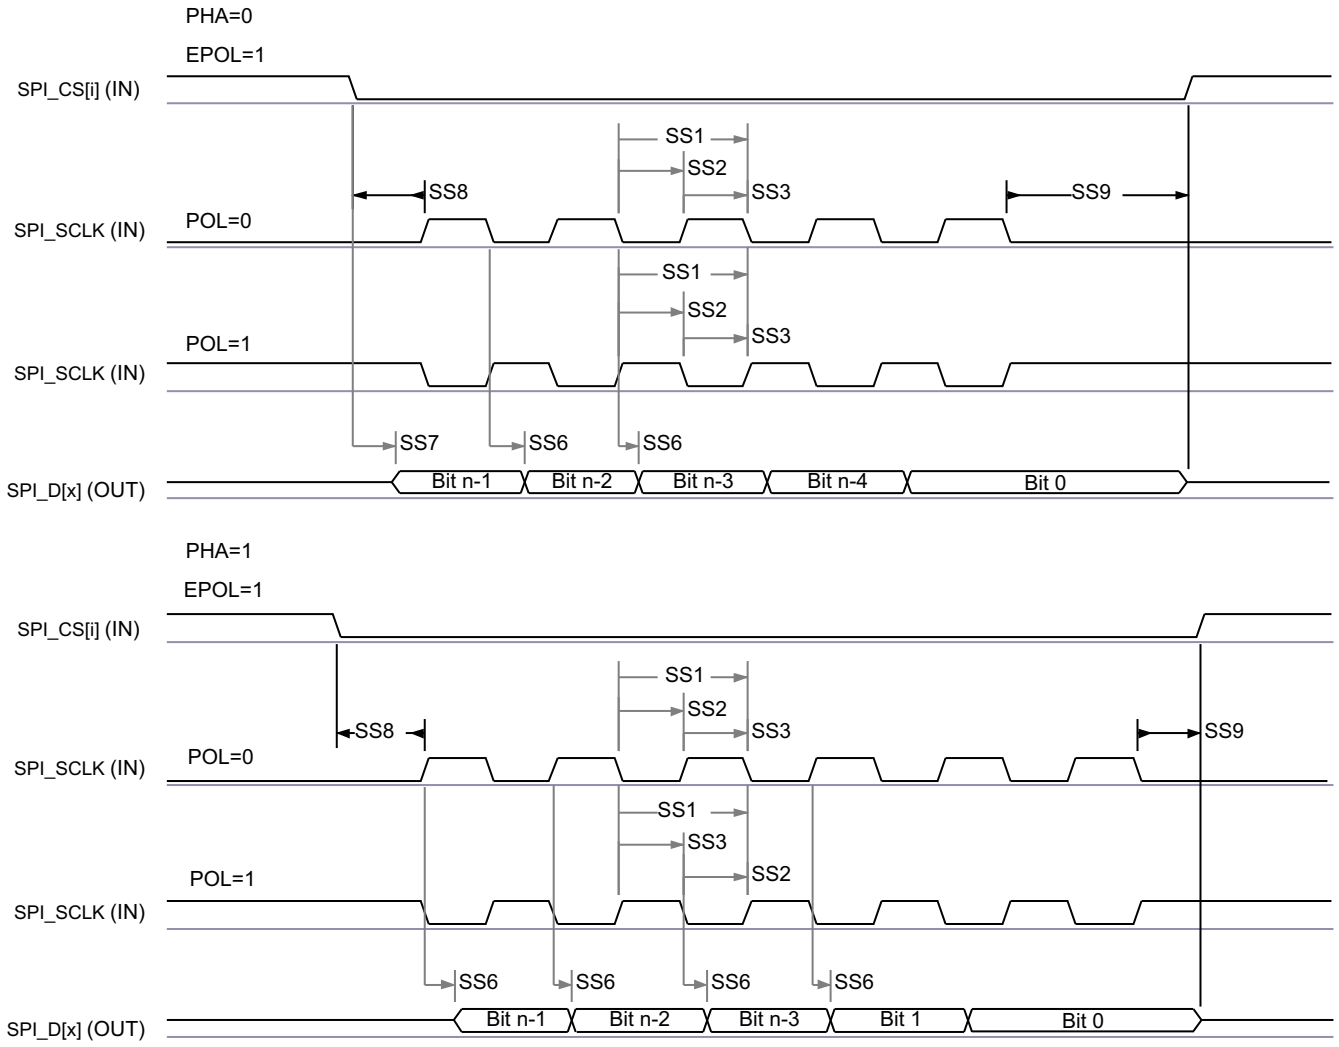 PHA=0
EPOL=1
SPI_CS[i] (IN)
SS1
SS2
SS8
SS3
SS9
POL=0
SPI_SCLK (IN)
SS1
SS2
SS3
POL=1
SPI_SCLK (IN)
SS7
SS6
SS6
SPI_D[x] (OUT)
Bit n-1
Bit n-2
Bit n-3
Bit n-4
Bit 0
PHA=1
EPOL=1
SPI_CS[i] (IN)
SS1
SS2
SS8
SS3
SS9
POL=0
SPI_SCLK (IN)
SS1
SS3
SS2
POL=1
SPI_SCLK (IN)
SS6
SS6
SS6
SS6
SPI_D[x] (OUT)
Bit n-1
Bit n-2
Bit n-3
Bit 1
Bit 0